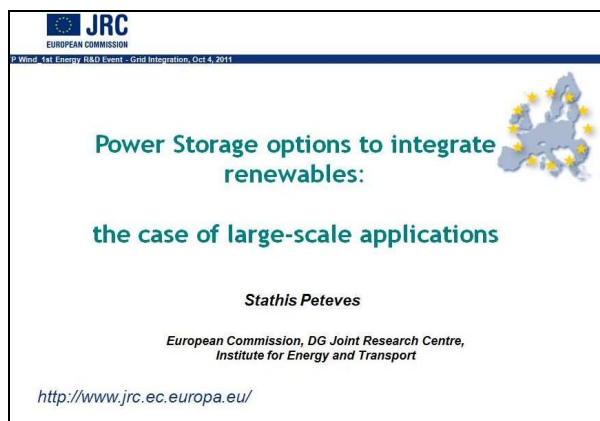 JRC
EUROPEAN COMMISSION
P Wind_1st Energy R&D Event - Grid Integration, Oct 4, 2011
Power Storage options to integrate
renewables:
the case of large-scale applications
Stathis Peteves
European Commission, DG Joint Research Centre,
Institute for Energy and Transport
http://www.jrc.ec.europa.eu/